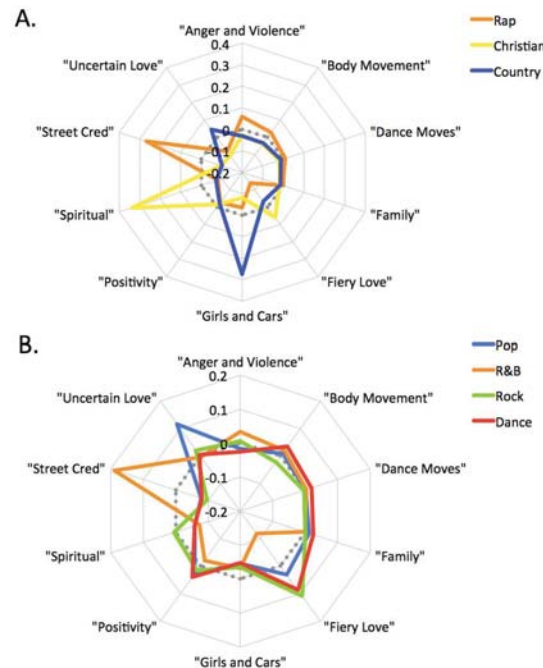 A.
"Anger and Violence"
Rap
Christian
Country
0.4
0.3
0.2
0.1
0
-0.1
-0.2
"Uncertain Love"
"Body Movement"
"Street Cred"
"Dance Moves"
"Spiritual"
"Family"
"Positivity"
"Fiery Love"
"Girls and Cars"
B.
"Anger and Violence"
Pop
R&B
Rock
Dance
0.2
0.1
0
-0.1
-0.2
"Uncertain Love"
"Body Movement"
"Street Cred"
"Dance Moves"
"Spiritual"
"Family"
"Positivity"
"Fiery Love"
"Girls and Cars"